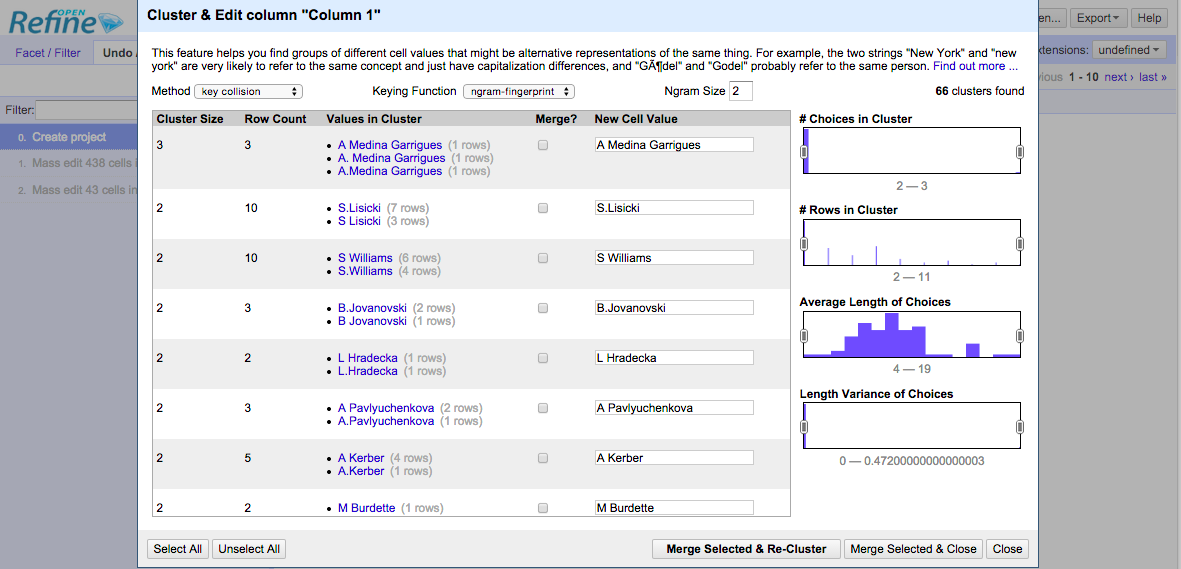 OPEN
Refine
en...
Export
Help
Facet / Filter
Undo /
xtensions:
undefined
vious 1 - 10 next › last »
Filter:
0. Create project
1. Mass edit 438 cells i
2. Mass edit 43 cells in
Cluster & Edit column "Column 1"
This feature helps you find groups of different cell values that might be alternative representations of the same thing. For example, the two strings "New York" and "new
york" are very likely to refer to the same concept and just have capitalization differences, and "GÃ¶del" and "Godel" probably refer to the same person. Find out more ...
Method key collision Keying Function ngram-fingerprint Ngram Size 2 66 clusters found
Cluster Size Row Count Values in Cluster Merge? New Cell Value
3 3 • A Medina Garrigues (1 rows) A Medina Garrigues
• A. Medina Garrigues (1 rows)
• A.Medina Garrigues (1 rows)
2 10 • S.Lisicki (7 rows) S.Lisicki
• S Lisicki (3 rows)
2 10 • S Williams (6 rows) S Williams
• S.Williams (4 rows)
2 3 • B.Jovanovski (2 rows) B.Jovanovski
• B Jovanovski (1 rows)
2 2 • L Hradecka (1 rows) L Hradecka
• L.Hradecka (1 rows)
2 3 • A Pavlyuchenkova (2 rows) A Pavlyuchenkova
• A.Pavlyuchenkova (1 rows)
2 5 • A Kerber (4 rows) A Kerber
• A.Kerber (1 rows)
2 2 • M Burdette (1 rows) M Burdette
# Choices in Cluster
2 — 3
# Rows in Cluster
2 — 11
Average Length of Choices
4 — 19
Length Variance of Choices
0 — 0.47200000000000003
Select All Unselect All Merge Selected & Re-Cluster Merge Selected & Close Close